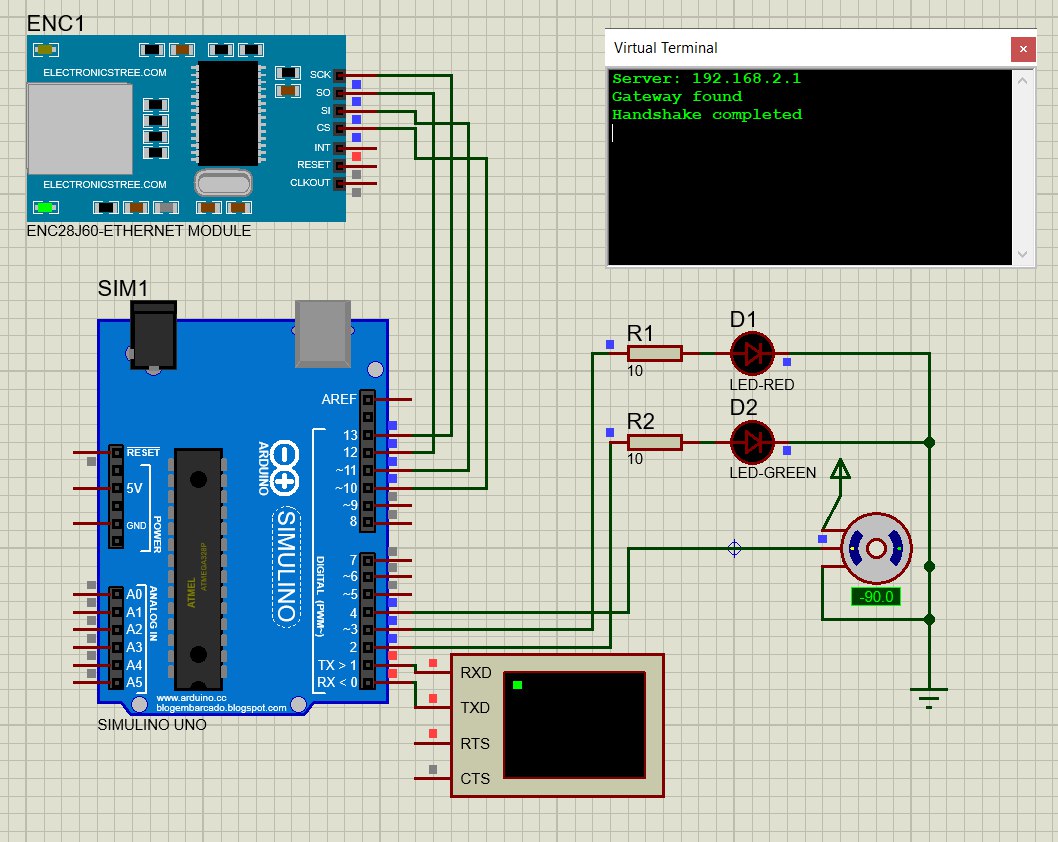 ENC1
ELECTRONICSTREE.COM
SCK
SO
SI
CS
INT
RESET
CLKOUT
ELECTRONICSTREE.COM
ENC28J60-ETHERNET MODULE
Virtual Terminal
Server: 192.168.2.1
Gateway found
Handshake completed
SIM1
AREF
13
12
~11
~10
~9
8
RESET
5V
GND
POWER
ARDUINO
SIMULINO
ATMEL
ATMEGA328P
DIGITAL (PWM~)
7
~6
~5
4
~3
2
TX > 1
RX < 0
ANALOG IN
A0
A1
A2
A3
A4
A5
www.arduino.cc
blogembarcado.blogspot.com
SIMULINO UNO
R1
10
D1
LED-RED
R2
10
D2
LED-GREEN
-90.0
RXD
TXD
RTS
CTS